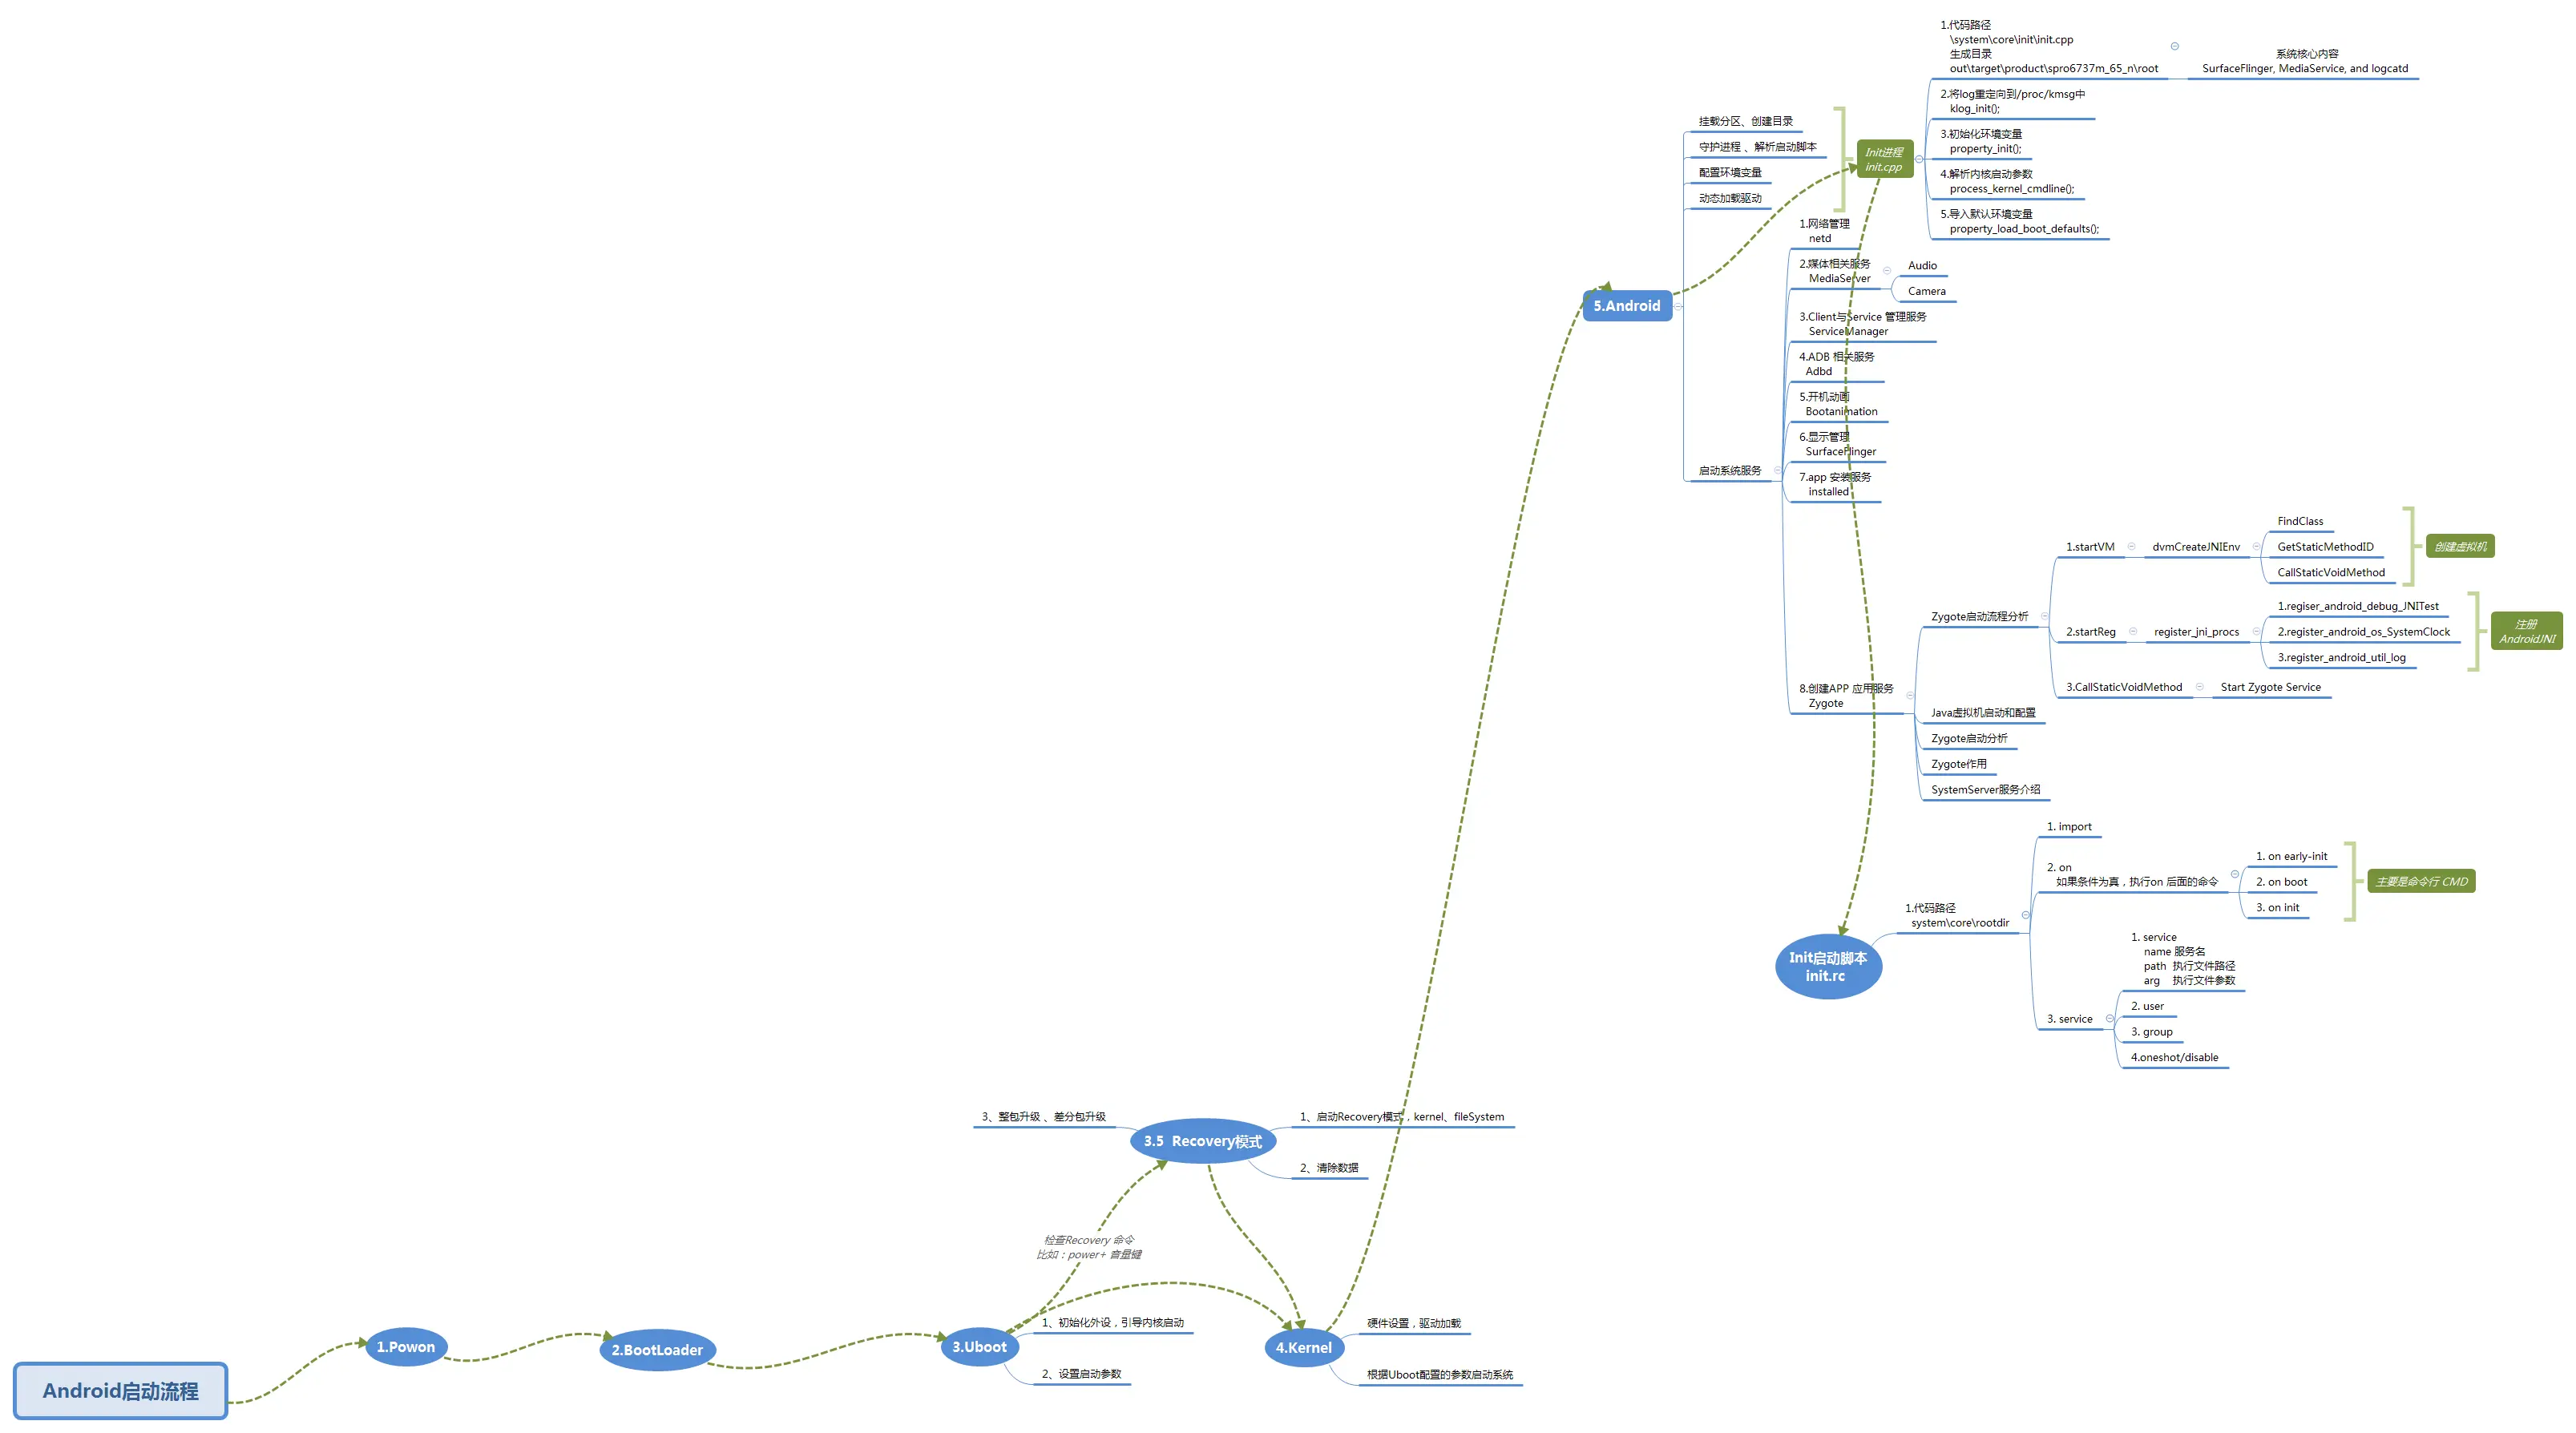 Android启动流程
1.Powon
2.BootLoader
3.Uboot
1、初始化外设，引导内核启动
2、设置启动参数
检查Recovery 命令
比如：power+ 音量键
3.5 Recovery模式
3、整包升级 、差分包升级
1、启动Recovery模式，kernel、fileSystem
2、清除数据
4.Kernel
硬件设置，驱动加载
根据Uboot配置的参数启动系统
5.Android
挂载分区、创建目录
守护进程 、解析启动脚本
配置环境变量
动态加载驱动
Init进程
init.cpp
1.代码路径
\system\core\init\init.cpp
生成目录
out\target\product\spro6737m_65_n\root
系统核心内容
SurfaceFlinger, MediaService, and logcatd
2.将log重定向到/proc/kmsg中
klog_init();
3.初始化环境变量
property_init();
4.解析内核启动参数
process_kernel_cmdline();
5.导入默认环境变量
property_load_boot_defaults();
启动系统服务
1.网络管理
netd
2.媒体相关服务
MediaServer
Audio
Camera
3.Client与Service 管理服务
ServiceManager
4.ADB 相关服务
Adbd
5.开机动画
Bootanimation
6.显示管理
SurfaceFlinger
7.app 安装服务
installed
8.创建APP 应用服务
Zygote
Zygote启动流程分析
1.startVM
dvmCreateJNIEnv
FindClass
GetStaticMethodID
CallStaticVoidMethod
创建虚拟机
2.startReg
register_jni_procs
1.regiser_android_debug_JNITest
2.register_android_os_SystemClock
3.register_android_util_log
注册
AndroidJNI
3.CallStaticVoidMethod
Start Zygote Service
Java虚拟机启动和配置
Zygote启动分析
Zygote作用
SystemServer服务介绍
Init启动脚本
init.rc
1.代码路径
system\core\rootdir
1. import
2. on
如果条件为真，执行on 后面的命令
1. on early-init
2. on boot
3. on init
主要是命令行 CMD
3. service
1. service
name 服务名
path 执行文件路径
arg 执行文件参数
2. user
3. group
4.oneshot/disable